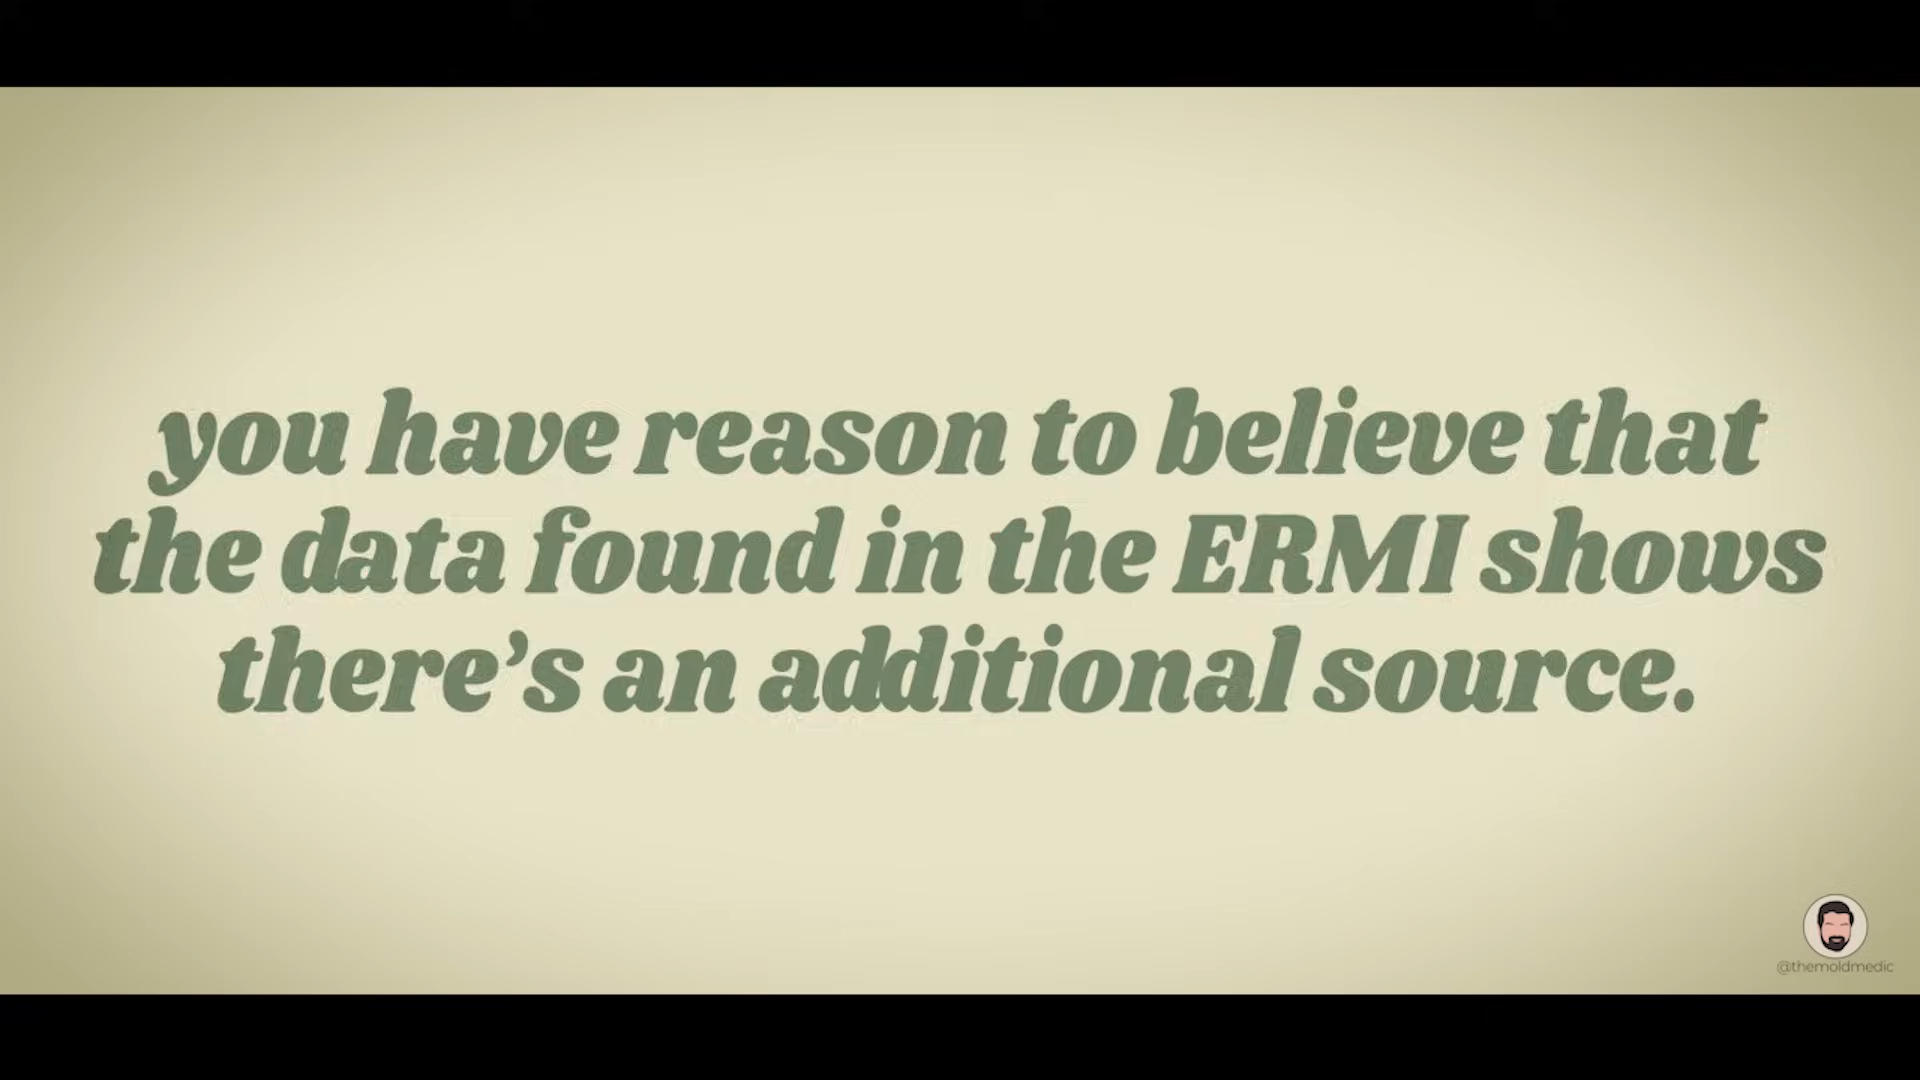 you have reason to believe that
the data found in the ERMI shows
there’s an additional source.
@themoldmedic